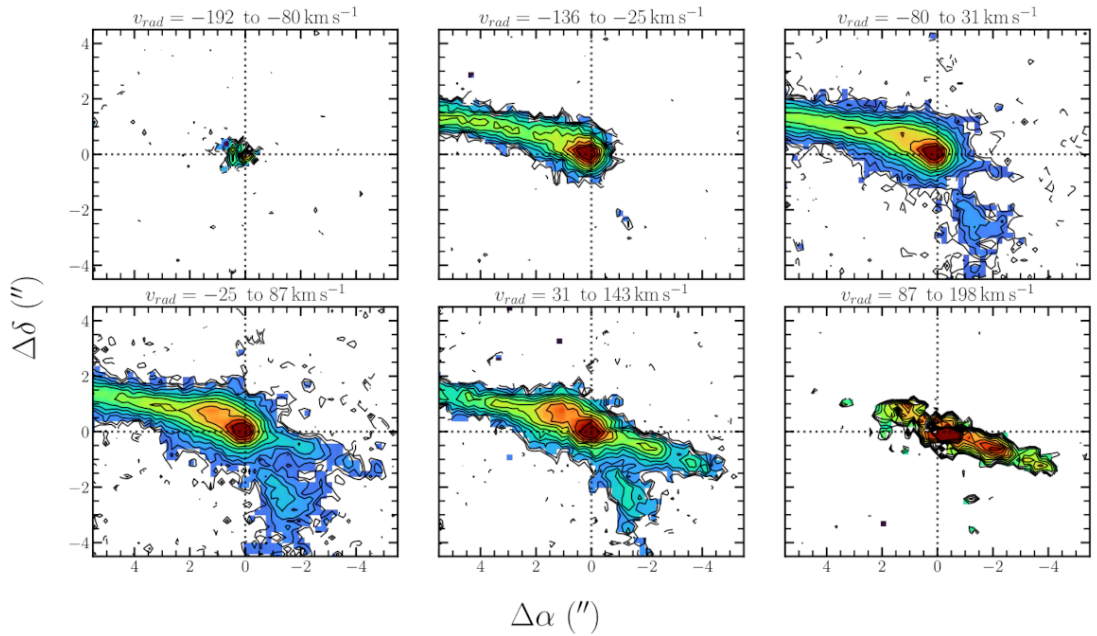 v_rad = −192 to −80 km s⁻¹
v_rad = −136 to −25 km s⁻¹
v_rad = −80 to 31 km s⁻¹
4
2
0
−2
−4
v_rad = −25 to 87 km s⁻¹
v_rad = 31 to 143 km s⁻¹
v_rad = 87 to 198 km s⁻¹
Δδ (″)
4
2
0
−2
−4
4 2 0 −2 −4
4 2 0 −2 −4
4 2 0 −2 −4
Δα (″)